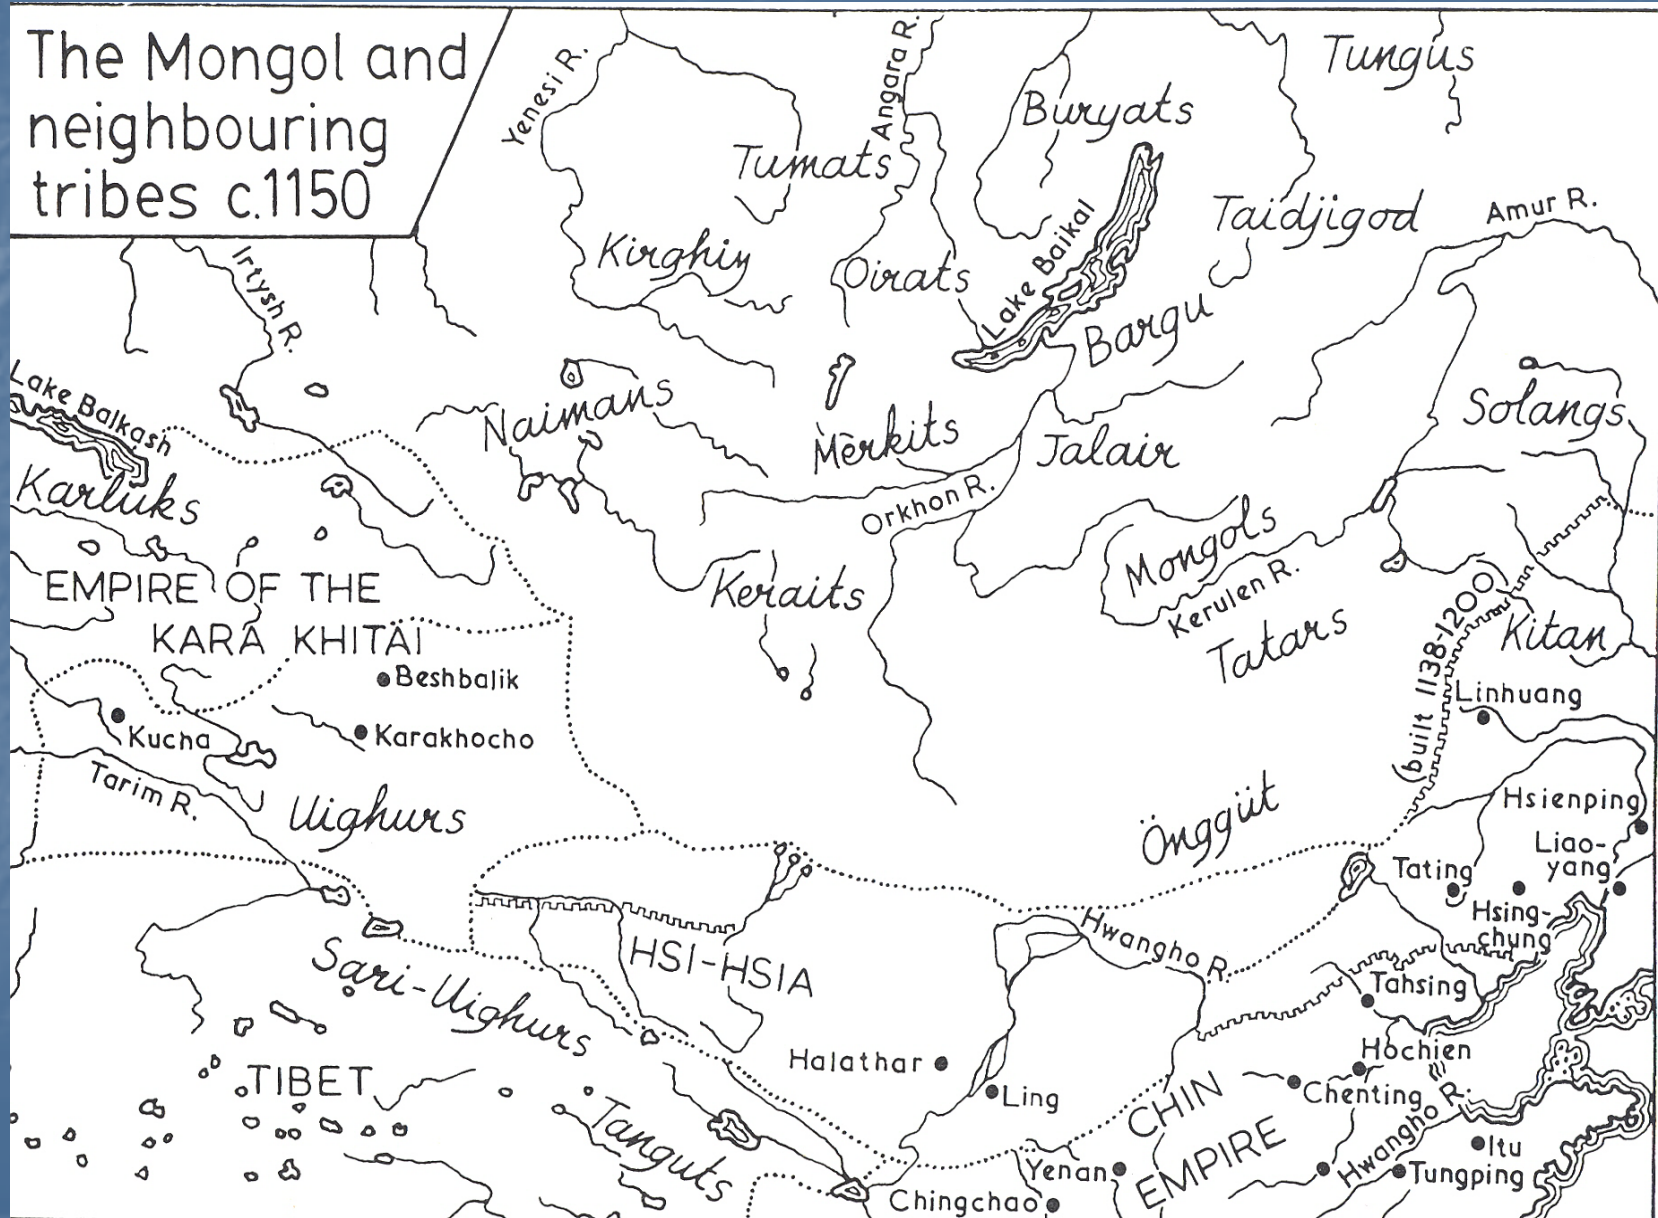 The Mongol and
neighbouring
tribes c.1150
Yenesi R.
Angara R.
Tungus
Buryats
Tumats
Taidjigod
Amur R.
Kirghiz
Oirats
Lake Baikal
Irtysh R.
Bargu
Lake Balkash
Naimans
Merkits
Jalair
Solangs
Karluks
Orkhon R.
Mongols
EMPIRE OF THE
KARA KHITAI
Keraits
Kerulen R.
Tatars
(built 1138-1200)
Kitan
Beshbalik
Linhuang
Kucha
Karakhocho
Tarim R.
Uighurs
Önggüt
Hsienping
Liao-
yang
Tating
Hsing-
chung
Hwangho R.
HSI-HSIA
Sari-Uighurs
Tahsing
Halathar
Hochien
TIBET
Ling
Chenting
CHIN
EMPIRE
Hwangho R.
Tanguts
Itu
Yenan
Tungping
Chingchao